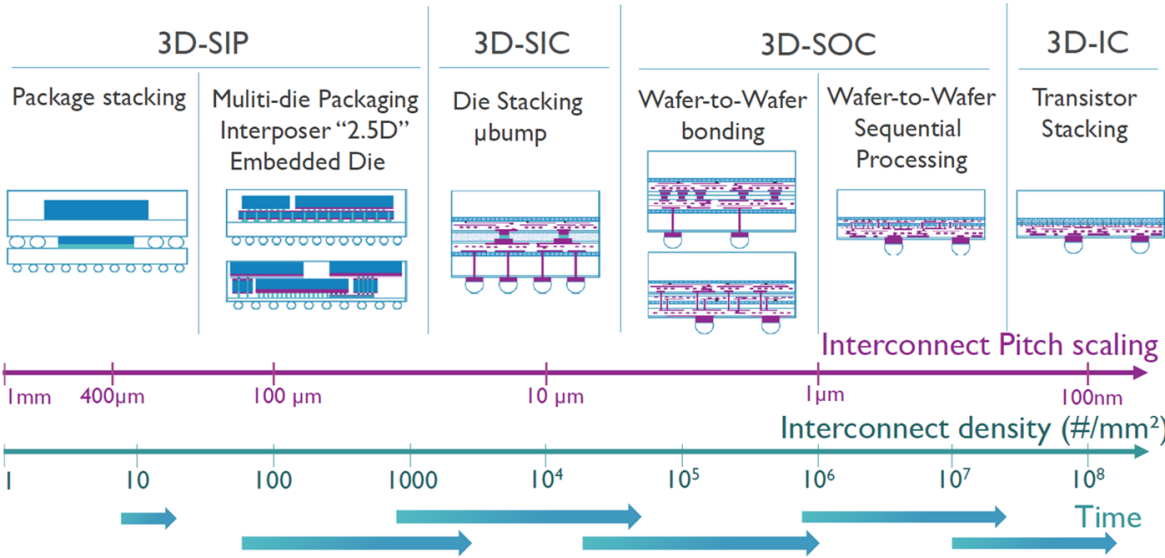 3D-SIP
3D-SIC
3D-SOC
3D-IC
Package stacking
Muliti-die Packaging
Interposer “2.5D”
Embedded Die
Die Stacking
µbump
Wafer-to-Wafer
bonding
Wafer-to-Wafer
Sequential
Processing
Transistor
Stacking
Interconnect Pitch scaling
1mm 400µm 100 µm 10 µm 1µm 100nm
Interconnect density (#/mm²)
1 10 100 1000 10⁴ 10⁵ 10⁶ 10⁷ 10⁸
Time